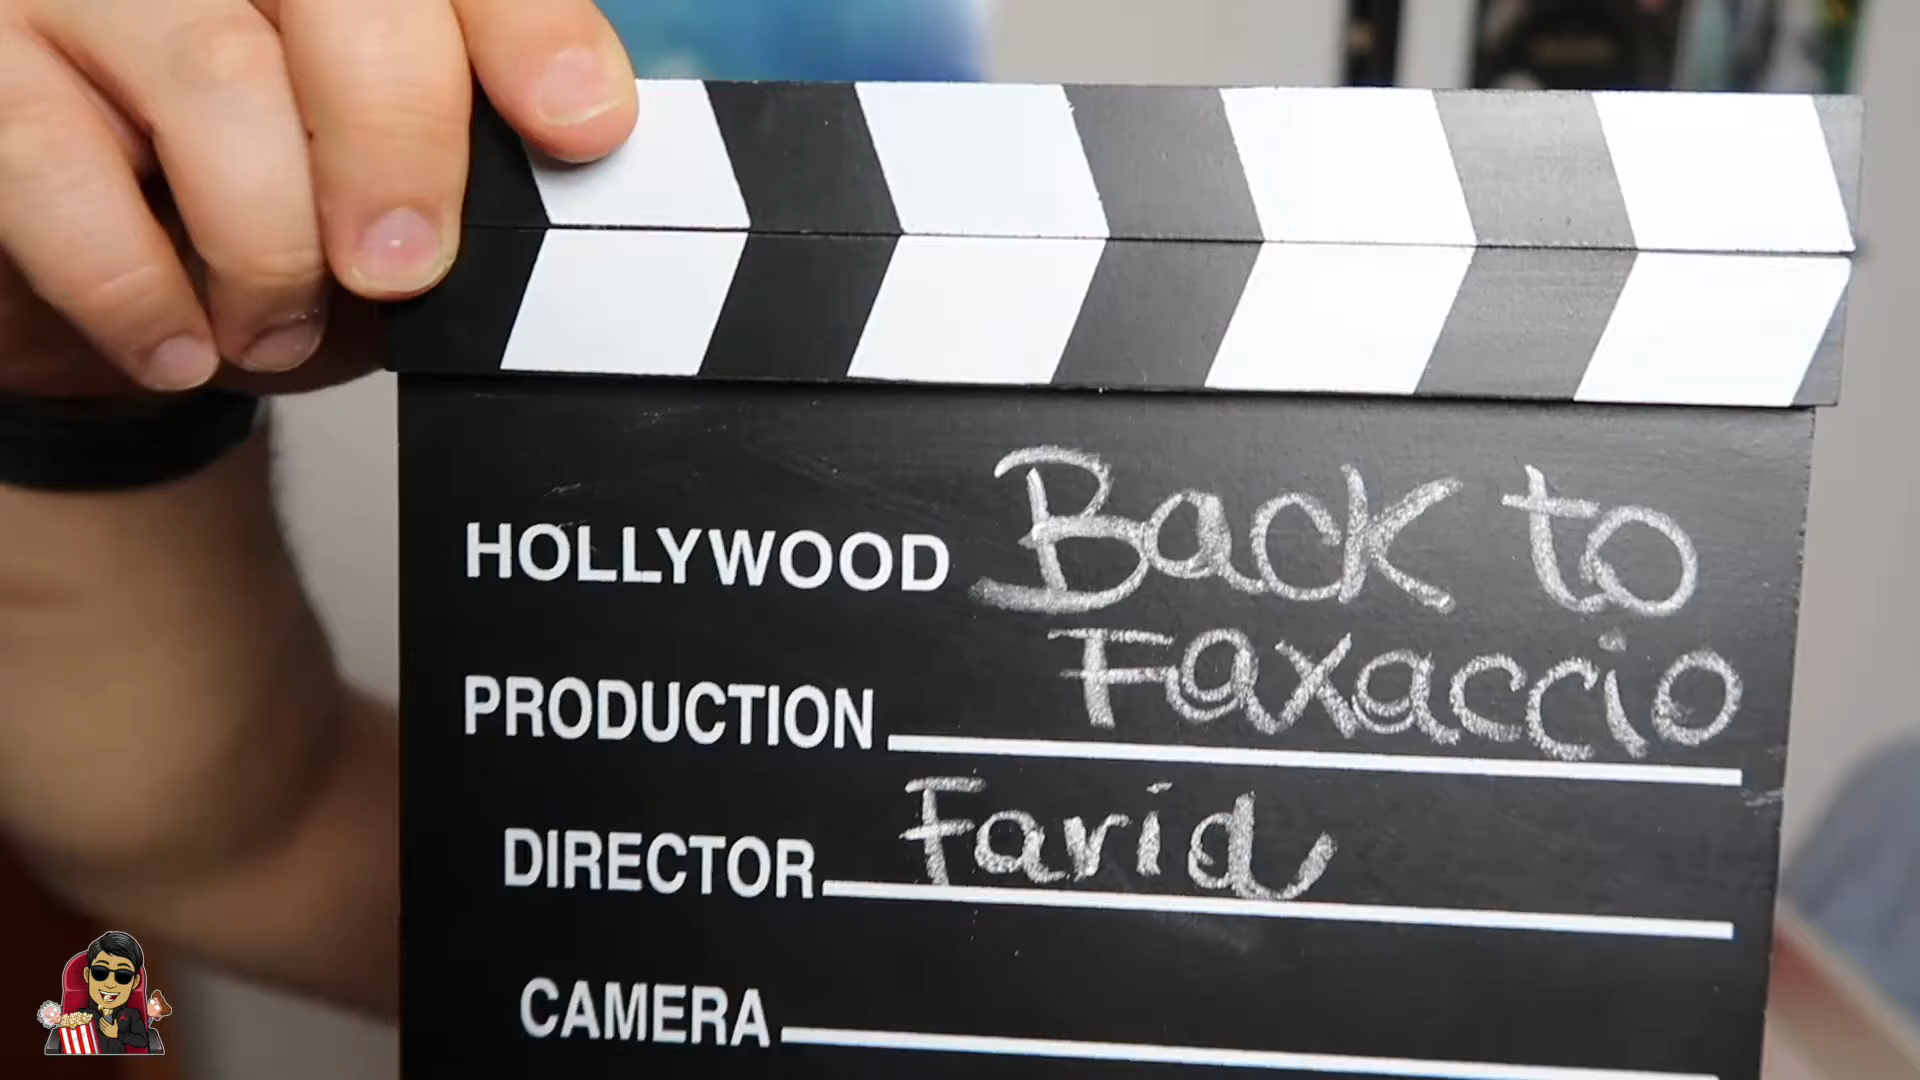 HOLLYWOOD Back to
Faxaccio
PRODUCTION
DIRECTOR Farid
CAMERA